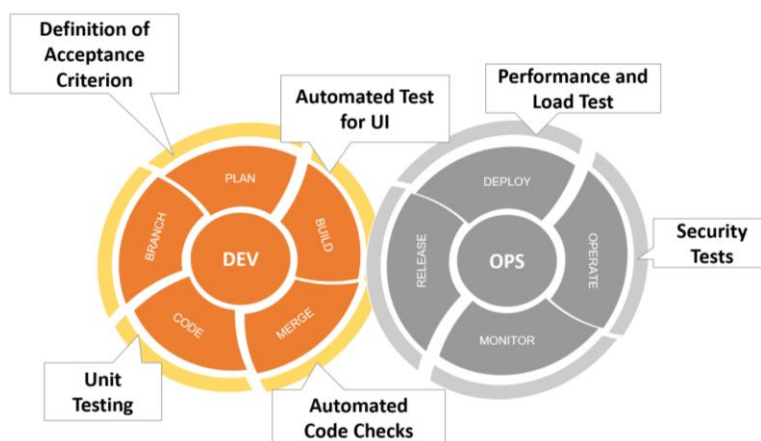 Definition of
Acceptance
Criterion
Automated Test
for UI
Performance and
Load Test
PLAN
BUILD
BRANCH
DEV
CODE
MERGE
DEPLOY
OPERATE
RELEASE
OPS
MONITOR
Security
Tests
Unit
Testing
Automated
Code Checks